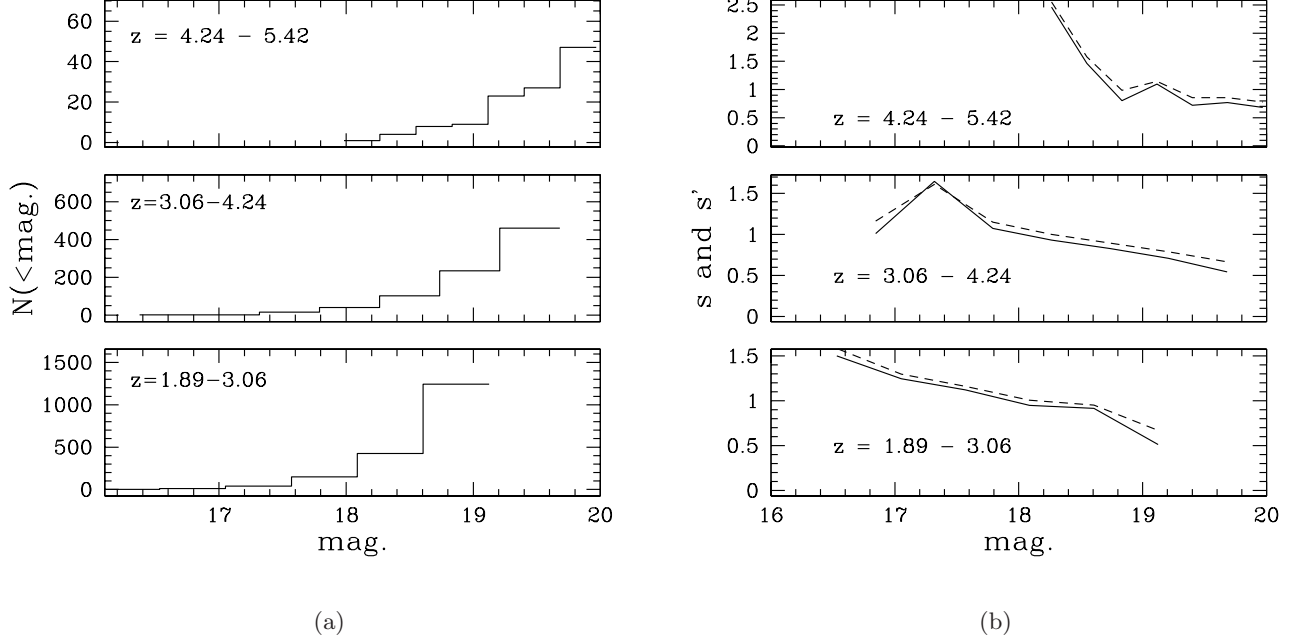 60
40
20
0
z = 4.24 − 5.42
600
400
200
0
z=3.06−4.24
N(<mag.)
1500
1000
500
0
z=1.89−3.06
17 18 19 20
mag.
(a)
2.5
2
1.5
1
0.5
0
z = 4.24 − 5.42
1.5
1
0.5
0
z = 3.06 − 4.24
s and s'
1.5
1
0.5
0
z = 1.89 − 3.06
16 17 18 19 20
mag.
(b)